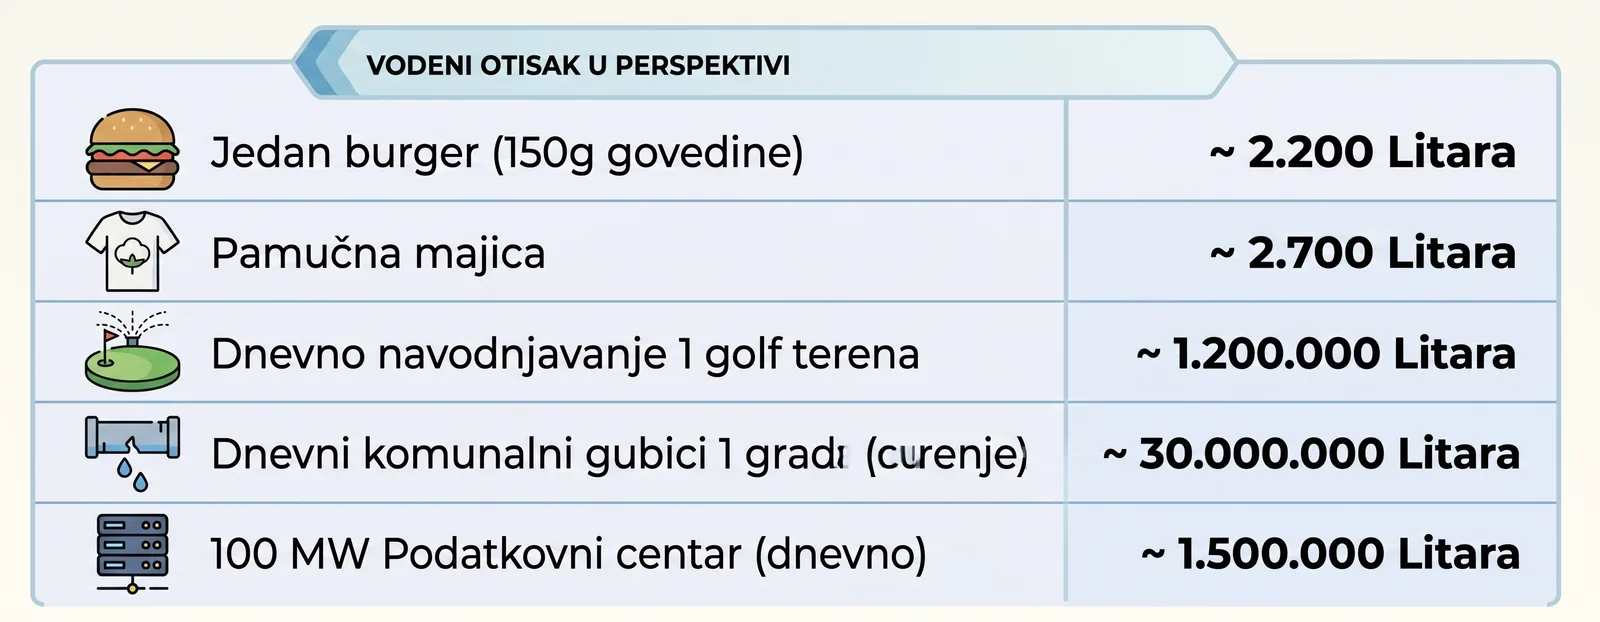 VODENI OTISAK U PERSPEKTIVI
Jedan burger (150g govedine) ~ 2.200 Litara
Pamučna majica ~ 2.700 Litara
Dnevno navodnjavanje 1 golf terena ~ 1.200.000 Litara
Dnevni komunalni gubici 1 grada (curenje) ~ 30.000.000 Litara
100 MW Podatkovni centar (dnevno) ~ 1.500.000 Litara